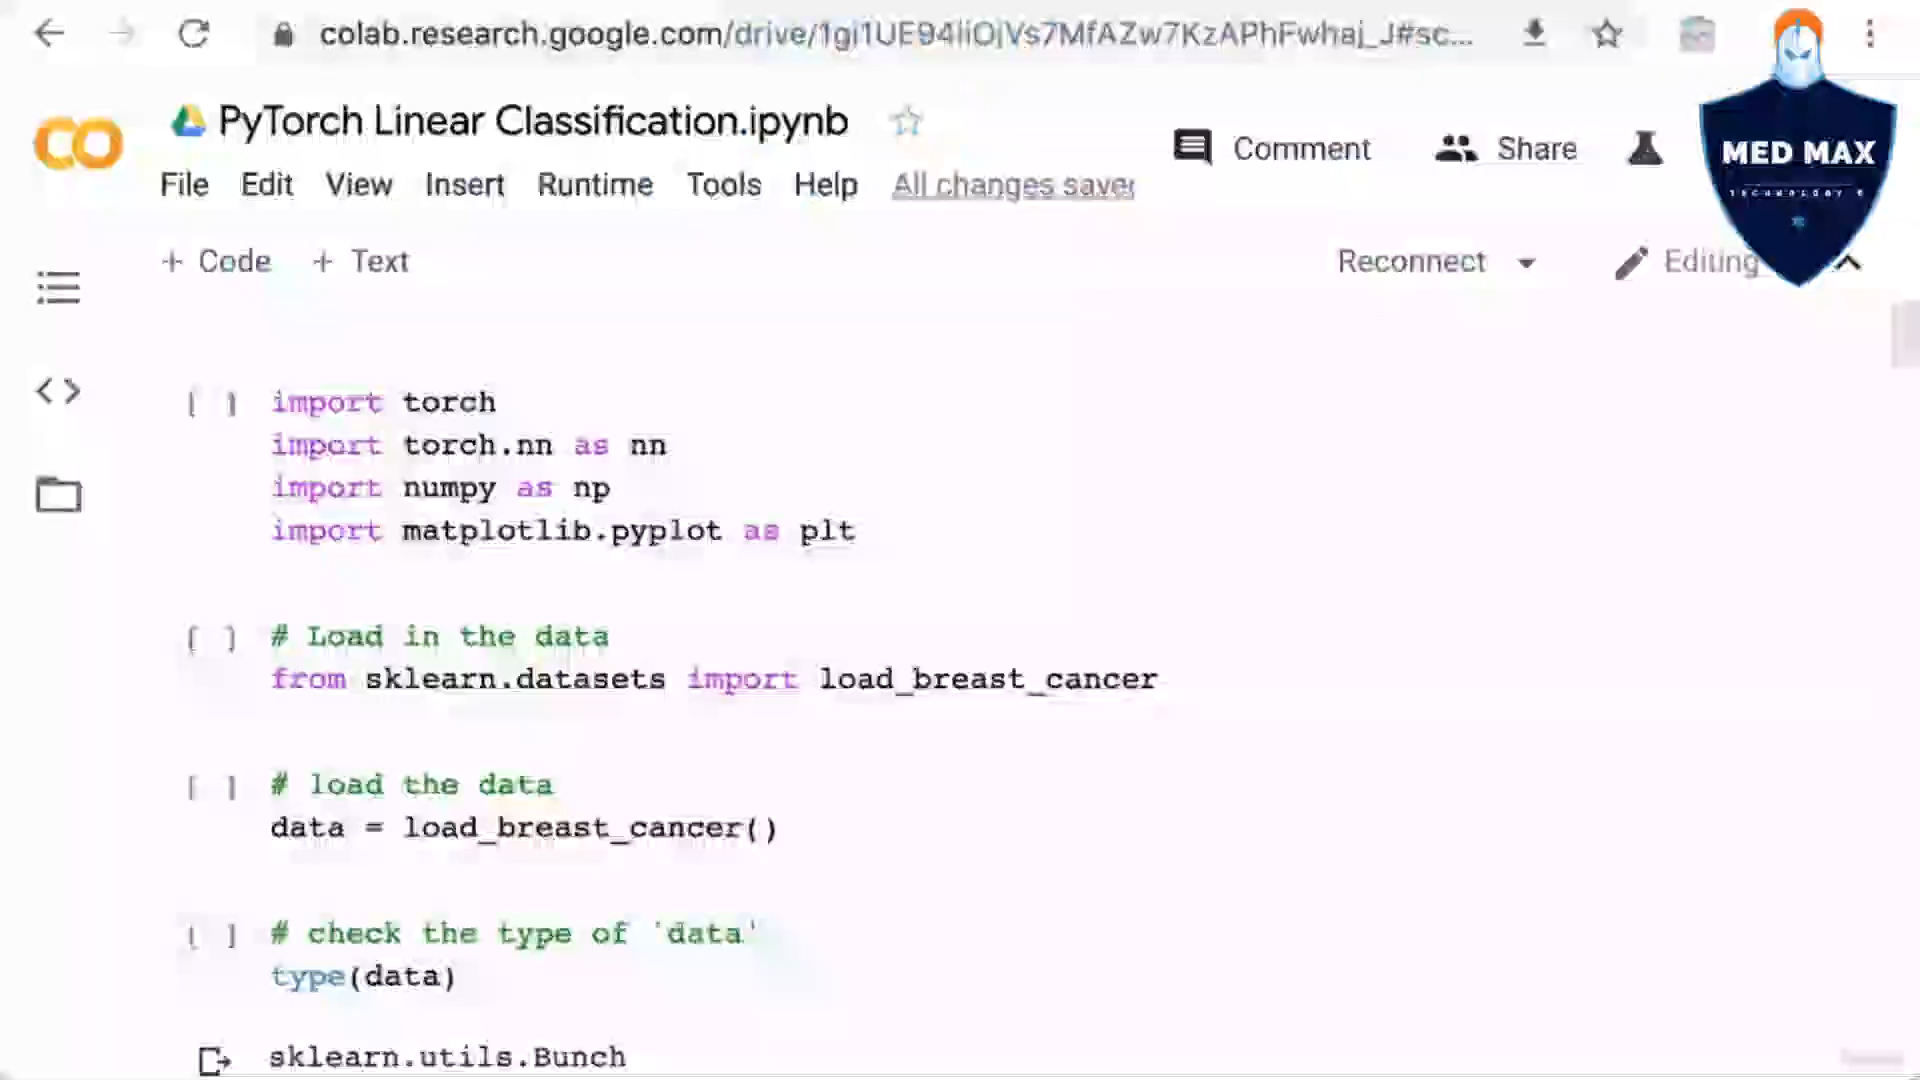 colab.research.google.com/drive/1gi1UE94IiOjVs7MfAZw7KzAPhFwhaj_J#sc...
PyTorch Linear Classification.ipynb
Comment
Share
MED MAX
TECHNOLOGY
File Edit View Insert Runtime Tools Help All changes saved
+ Code + Text
Reconnect
Editing
[ ] import torch
import torch.nn as nn
import numpy as np
import matplotlib.pyplot as plt
[ ] # Load in the data
from sklearn.datasets import load_breast_cancer
[ ] # load the data
data = load_breast_cancer()
[ ] # check the type of 'data'
type(data)
sklearn.utils.Bunch